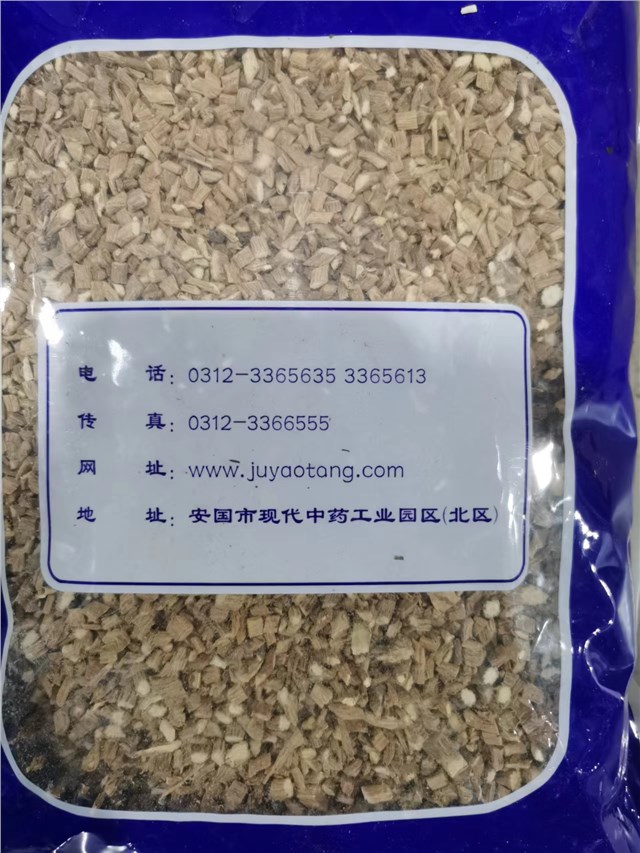 电 话：0312-3365635 3365613
传 真：0312-3366555
网 址：www.juyaotang.com
地 址：安国市现代中药工业园区(北区)